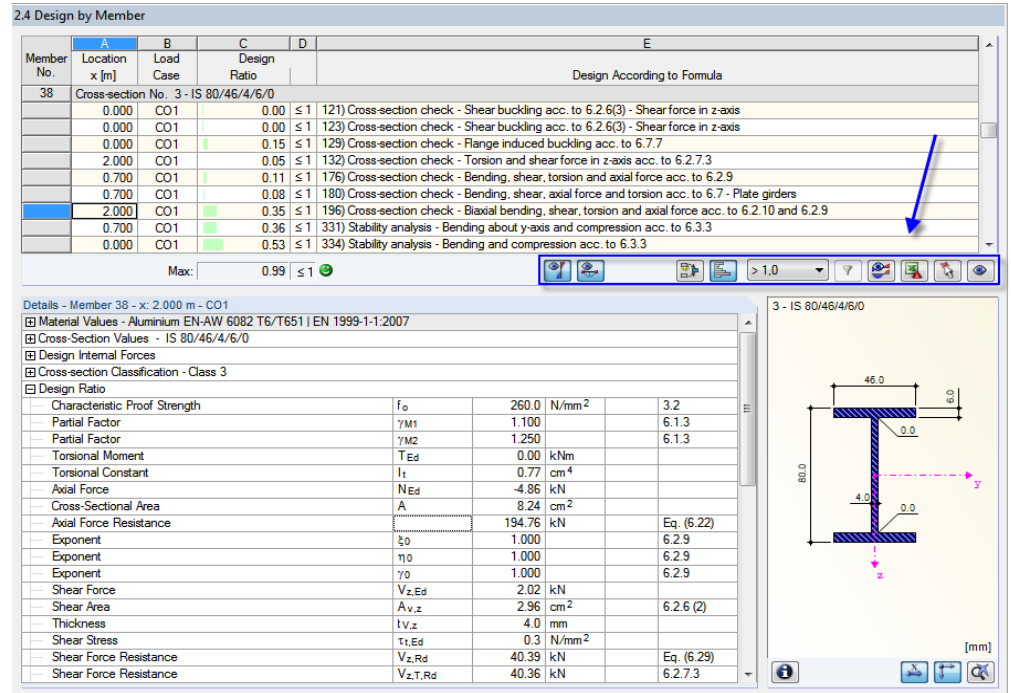 2.4 Design by Member
A B C D E
Member No. Location x [m] Load Case Design Ratio Design According to Formula
38 Cross-section No. 3 - IS 80/46/4/6/0
0.000 CO1 0.00 ≤ 1 121) Cross-section check - Shear buckling acc. to 6.2.6(3) - Shear force in z-axis
0.000 CO1 0.00 ≤ 1 123) Cross-section check - Shear buckling acc. to 6.2.6(3) - Shear force in z-axis
0.000 CO1 0.15 ≤ 1 129) Cross-section check - Flange induced buckling acc. to 6.7.7
2.000 CO1 0.05 ≤ 1 132) Cross-section check - Torsion and shear force in z-axis acc. to 6.2.7.3
0.700 CO1 0.11 ≤ 1 176) Cross-section check - Bending, shear, torsion and axial force acc. to 6.2.9
0.700 CO1 0.08 ≤ 1 180) Cross-section check - Bending, shear, axial force and torsion acc. to 6.7 - Plate girders
2.000 CO1 0.35 ≤ 1 196) Cross-section check - Biaxial bending, shear, torsion and axial force acc. to 6.2.10 and 6.2.9
0.700 CO1 0.36 ≤ 1 331) Stability analysis - Bending about y-axis and compression acc. to 6.3.3
0.000 CO1 0.53 ≤ 1 334) Stability analysis - Bending and compression acc. to 6.3.3
Max: 0.99 ≤ 1 > 1,0
Details - Member 38 - x: 2.000 m - CO1
Material Values - Aluminium EN-AW 6082 T6/T651 | EN 1999-1-1:2007
Cross-Section Values - IS 80/46/4/6/0
Design Internal Forces
Cross-section Classification - Class 3
Design Ratio
Characteristic Proof Strength fo 260.0 N/mm2 3.2
Partial Factor γM1 1.100 6.1.3
Partial Factor γM2 1.250 6.1.3
Torsional Moment TEd 0.00 kNm
Torsional Constant It 0.77 cm4
Axial Force NEd -4.86 kN
Cross-Sectional Area A 8.24 cm2
Axial Force Resistance 194.76 kN Eq. (6.22)
Exponent ξ0 1.000 6.2.9
Exponent η0 1.000 6.2.9
Exponent γ0 1.000 6.2.9
Shear Force Vz,Ed 2.02 kN
Shear Area Av,z 2.96 cm2 6.2.6 (2)
Thickness tV,z 4.0 mm
Shear Stress τt,Ed 0.3 N/mm2
Shear Force Resistance Vz,Rd 40.39 kN Eq. (6.29)
Shear Force Resistance Vz,T,Rd 40.36 kN 6.2.7.3
3 - IS 80/46/4/6/0
46.0
6.0
0.0
80.0
y
4.0
0.0
z
[mm]